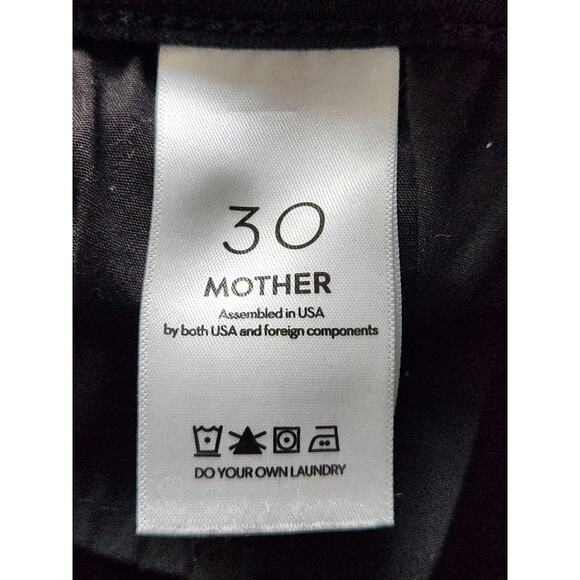 30
MOTHER
Assembled in USA
by both USA and foreign components
DO YOUR OWN LAUNDRY